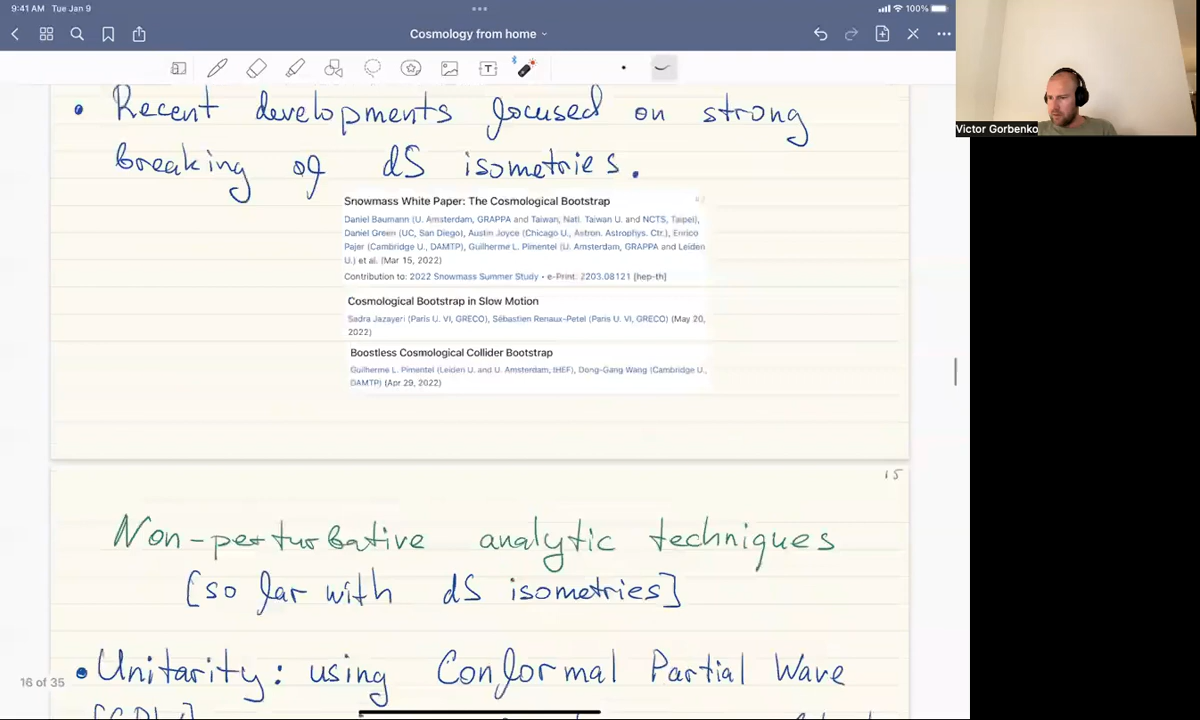 9:41 AM Tue Jan 9
100%
Cosmology from home
Victor Gorbenko
• Recent developments focused on strong
breaking of dS isometries.
Snowmass White Paper: The Cosmological Bootstrap
Daniel Baumann (U. Amsterdam, GRAPPA and Taiwan, Natl. Taiwan U. and NCTS, Taipei),
Daniel Green (UC, San Diego), Austin Joyce (Chicago U., Astron. Astrophys. Ctr.), Enrico
Pajer (Cambridge U., DAMTP), Guilherme L. Pimentel (U. Amsterdam, GRAPPA and Leiden
U.) et al. (Mar 15, 2022)
Contribution to: 2022 Snowmass Summer Study • e-Print: 2203.08121 [hep-th]
Cosmological Bootstrap in Slow Motion
Sadra Jazayeri (Paris U. VI, GRECO), Sébastien Renaux-Petel (Paris U. VI, GRECO) (May 20,
2022)
Boostless Cosmological Collider Bootstrap
Guilherme L. Pimentel (Leiden U. and U. Amsterdam, IHEF), Dong-Gang Wang (Cambridge U.,
DAMTP) (Apr 29, 2022)
15
Non-perturbative analytic techniques
[so far with dS isometries]
• Unitarity: using Conformal Partial Wave
16 of 35